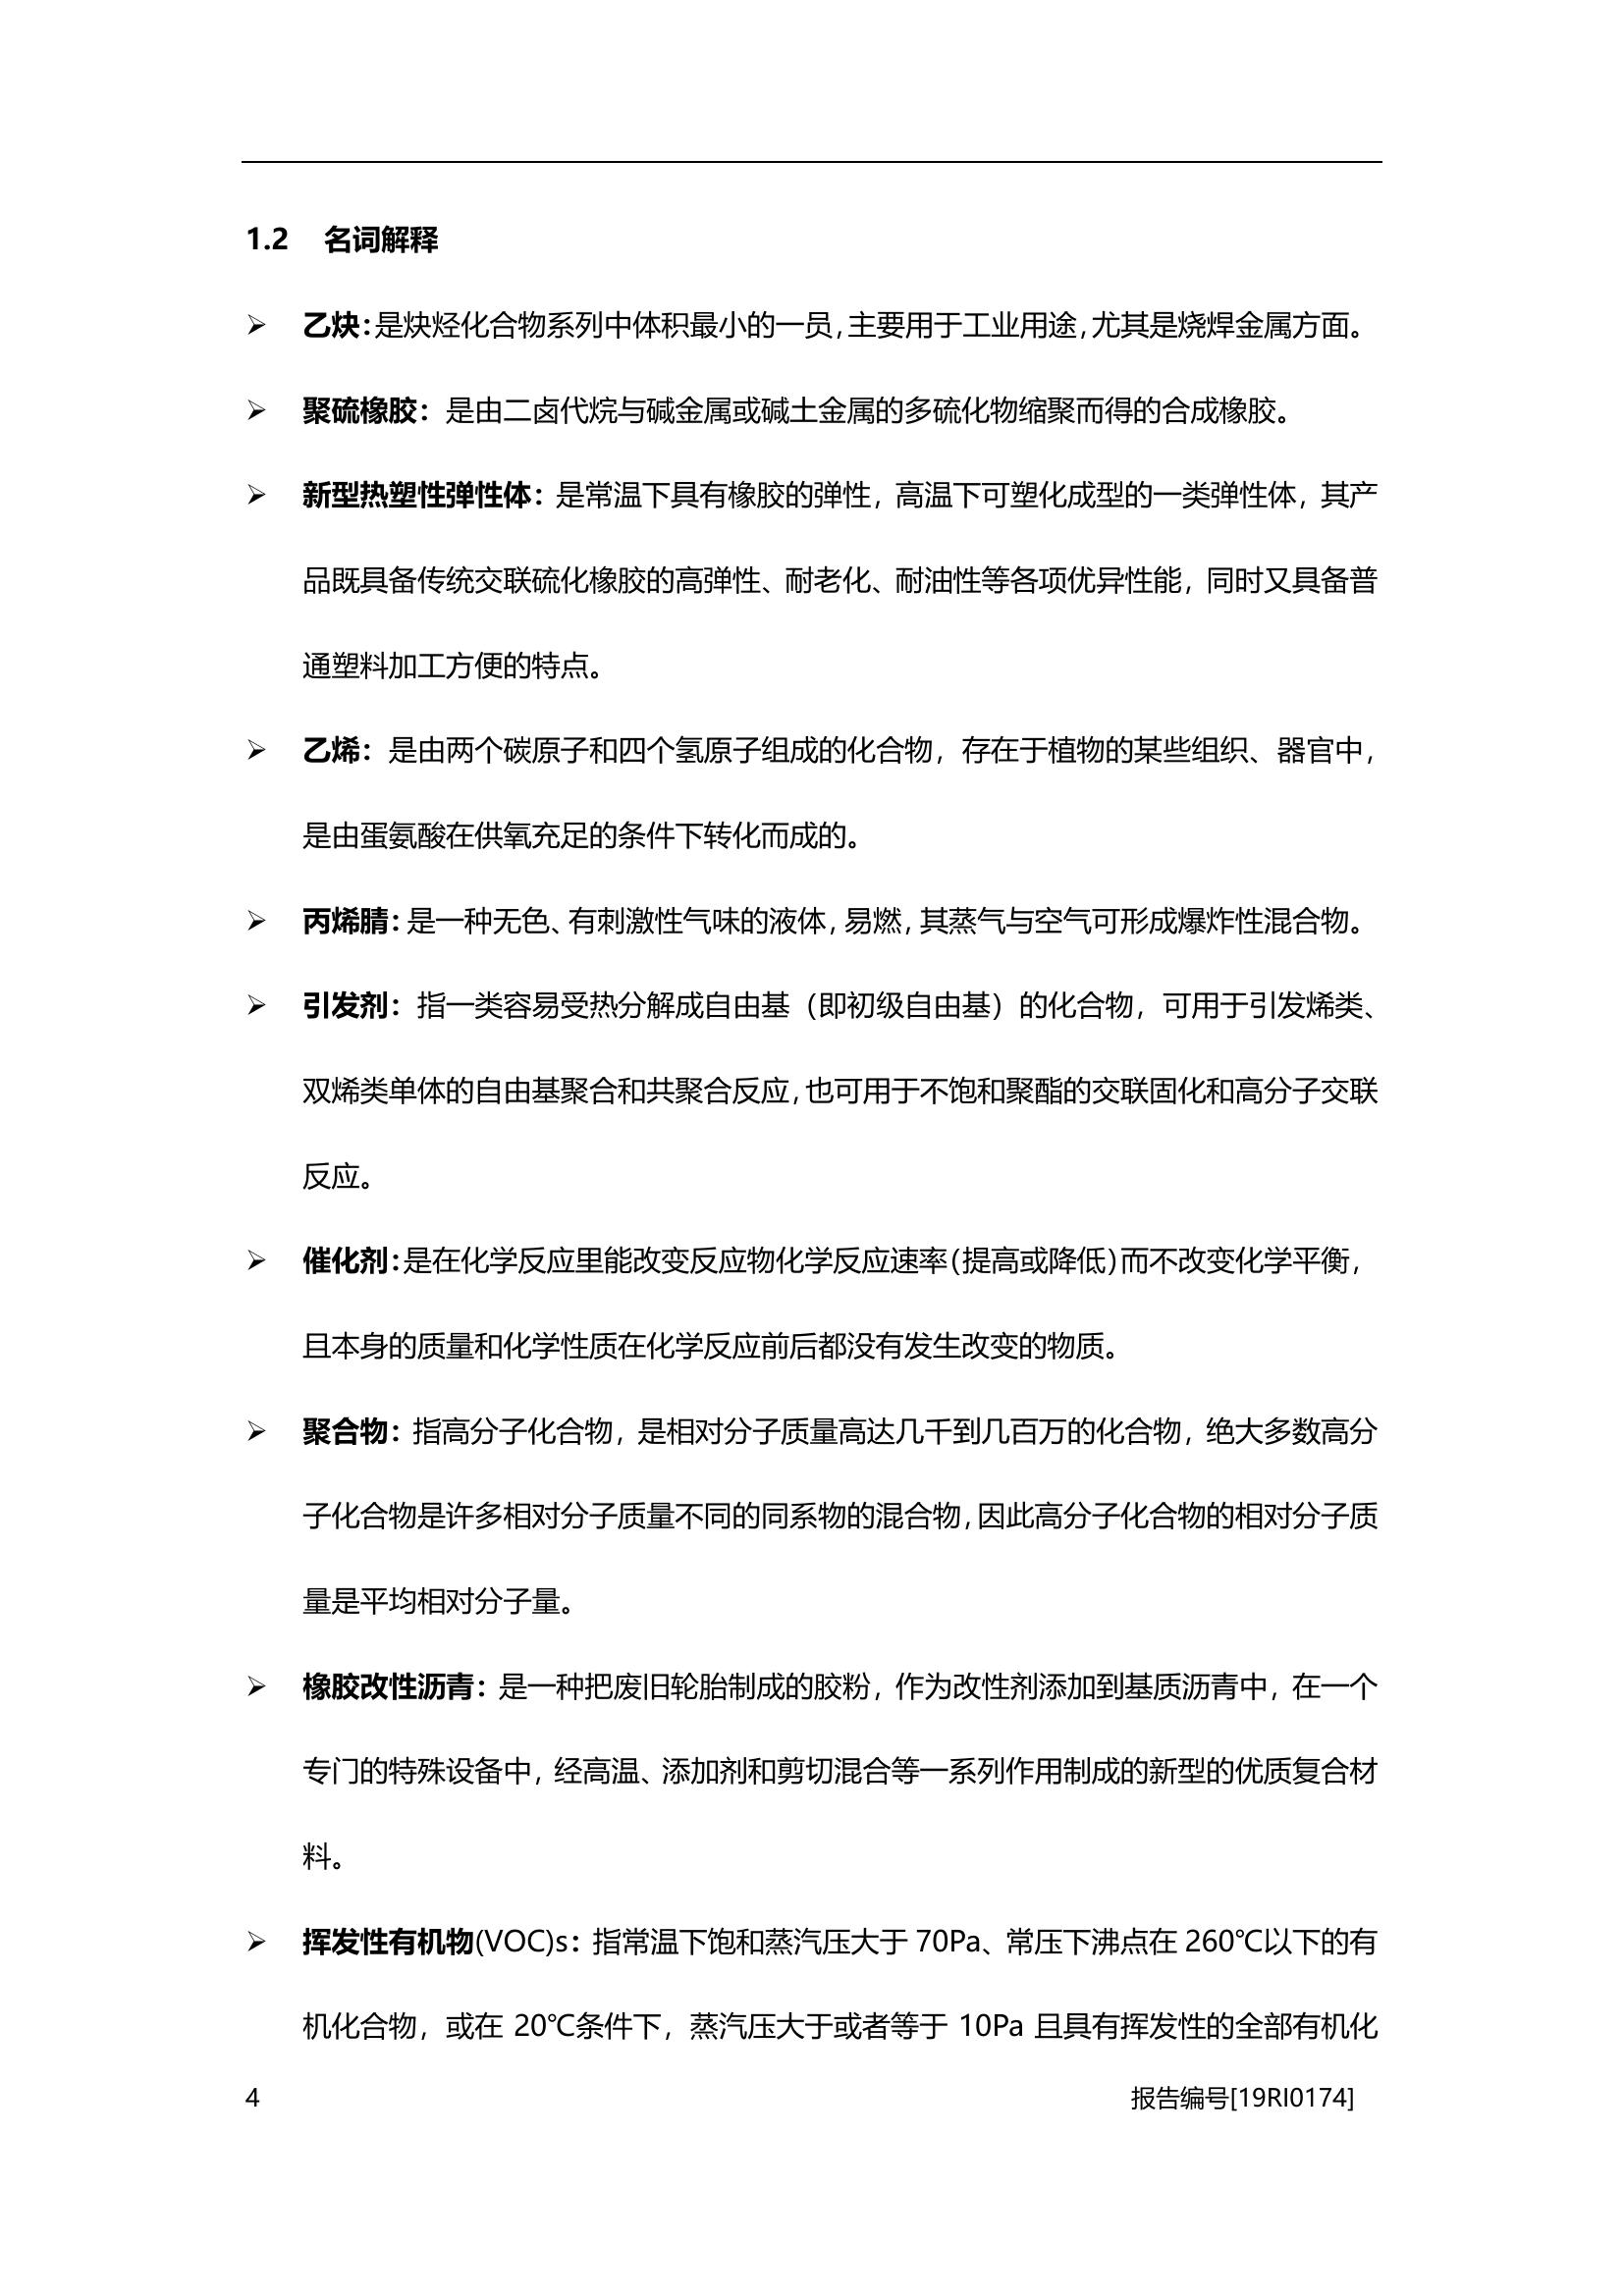 1.2 名词解释
➢ 乙炔：是炔烃化合物系列中体积最小的一员，主要用于工业用途，尤其是烧焊金属方面。
➢ 聚硫橡胶：是由二卤代烷与碱金属或碱土金属的多硫化物缩聚而得的合成橡胶。
➢ 新型热塑性弹性体：是常温下具有橡胶的弹性，高温下可塑化成型的一类弹性体，其产
品既具备传统交联硫化橡胶的高弹性、耐老化、耐油性等各项优异性能，同时又具备普
通塑料加工方便的特点。
➢ 乙烯：是由两个碳原子和四个氢原子组成的化合物，存在于植物的某些组织、器官中，
是由蛋氨酸在供氧充足的条件下转化而成的。
➢ 丙烯腈：是一种无色、有刺激性气味的液体，易燃，其蒸气与空气可形成爆炸性混合物。
➢ 引发剂：指一类容易受热分解成自由基（即初级自由基）的化合物，可用于引发烯类、
双烯类单体的自由基聚合和共聚合反应，也可用于不饱和聚酯的交联固化和高分子交联
反应。
➢ 催化剂：是在化学反应里能改变反应物化学反应速率（提高或降低）而不改变化学平衡，
且本身的质量和化学性质在化学反应前后都没有发生改变的物质。
➢ 聚合物：指高分子化合物，是相对分子质量高达几千到几百万的化合物，绝大多数高分
子化合物是许多相对分子质量不同的同系物的混合物，因此高分子化合物的相对分子质
量是平均相对分子量。
➢ 橡胶改性沥青：是一种把废旧轮胎制成的胶粉，作为改性剂添加到基质沥青中，在一个
专门的特殊设备中，经高温、添加剂和剪切混合等一系列作用制成的新型的优质复合材
料。
➢ 挥发性有机物(VOC)s：指常温下饱和蒸汽压大于 70Pa、常压下沸点在 260℃以下的有
机化合物，或在 20℃条件下，蒸汽压大于或者等于 10Pa 且具有挥发性的全部有机化
4 报告编号[19RI0174]